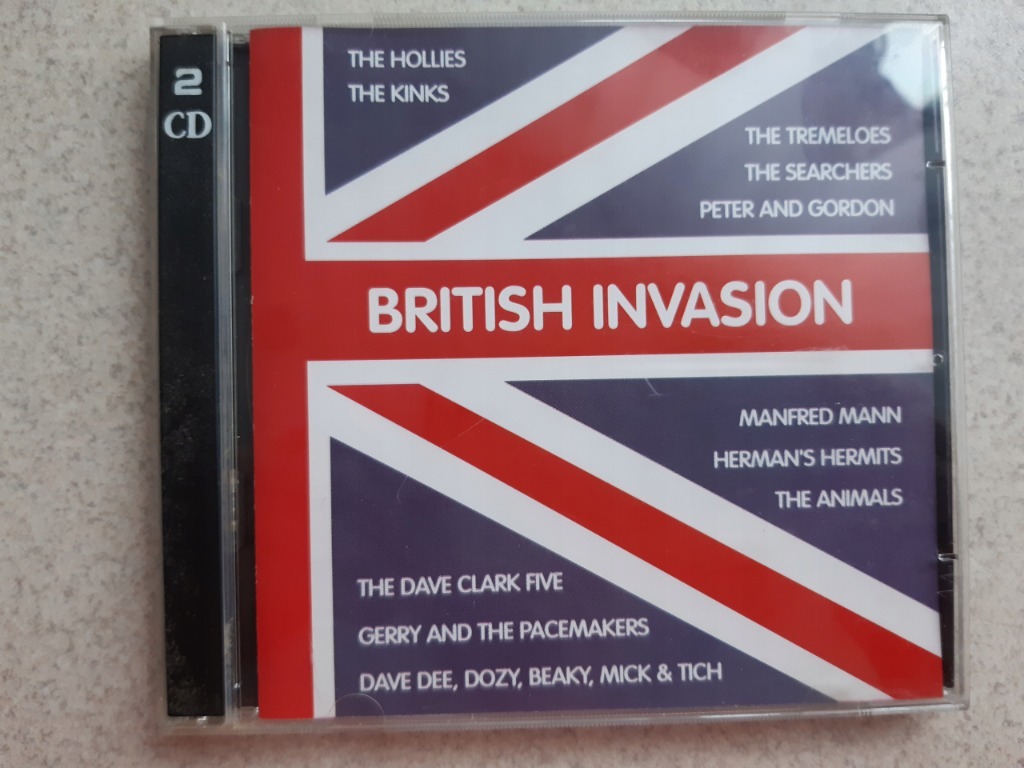 2
CD
THE HOLLIES
THE KINKS
THE TREMELOES
THE SEARCHERS
PETER AND GORDON
BRITISH INVASION
MANFRED MANN
HERMAN'S HERMITS
THE ANIMALS
THE DAVE CLARK FIVE
GERRY AND THE PACEMAKERS
DAVE DEE, DOZY, BEAKY, MICK & TICH